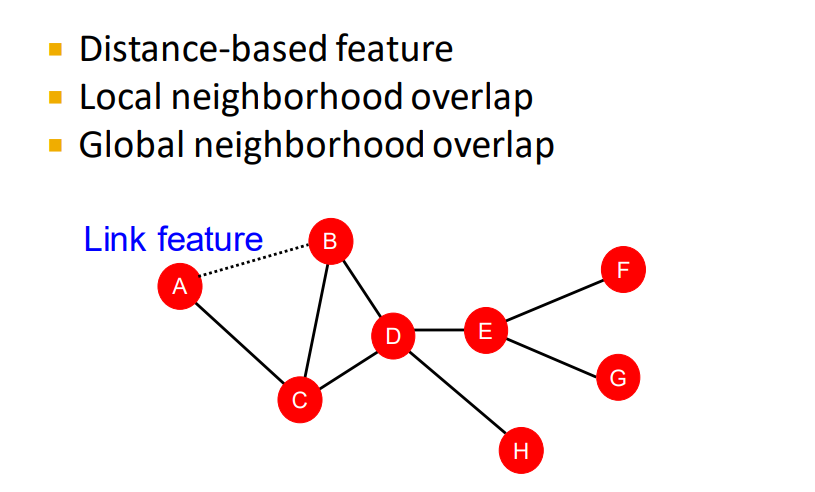 Distance-based feature
Local neighborhood overlap
Global neighborhood overlap
Link feature
B
A
F
D
E
G
C
H